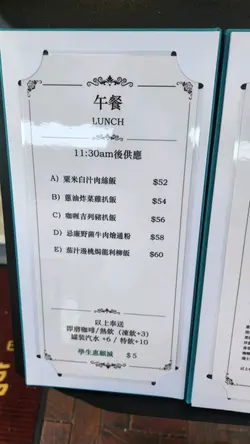 午餐
LUNCH
11:30am後供應
A) 粟米白汁肉絲飯 $52
B) 蔥油炸菜雞扒飯 $54
C) 咖喱吉列豬扒飯 $56
D) 忌廉野菌牛肉燴通粉 $58
E) 茄汁邊桃焗龍利柳飯 $60
以上奉送
即磨咖啡/熱飲 (凍飲+3)
罐裝汽水 +6 / 特飲+10
學生惠顧減 $5